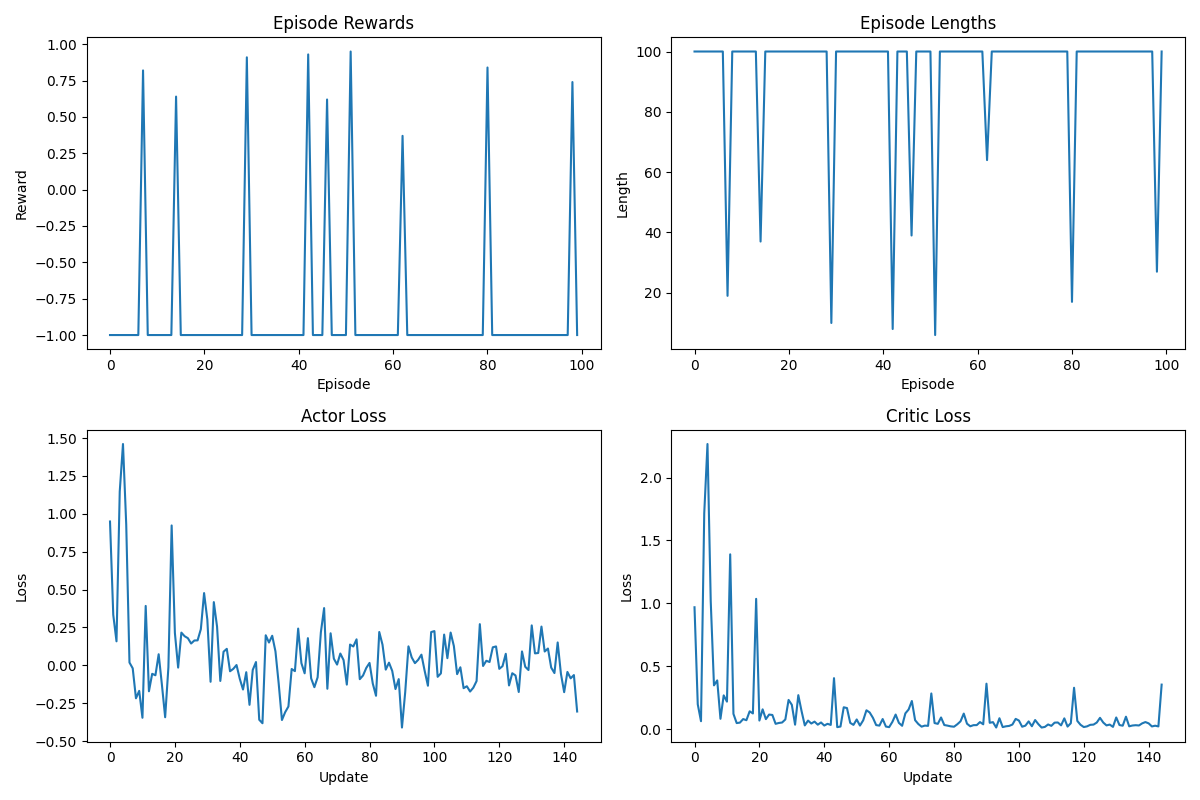 Episode Rewards
Reward
1.00
0.75
0.50
0.25
0.00
−0.25
−0.50
−0.75
−1.00
0 20 40 60 80 100
Episode
Episode Lengths
Length
100
80
60
40
20
0 20 40 60 80 100
Episode
Actor Loss
Loss
1.50
1.25
1.00
0.75
0.50
0.25
0.00
−0.25
−0.50
0 20 40 60 80 100 120 140
Update
Critic Loss
Loss
2.0
1.5
1.0
0.5
0.0
0 20 40 60 80 100 120 140
Update